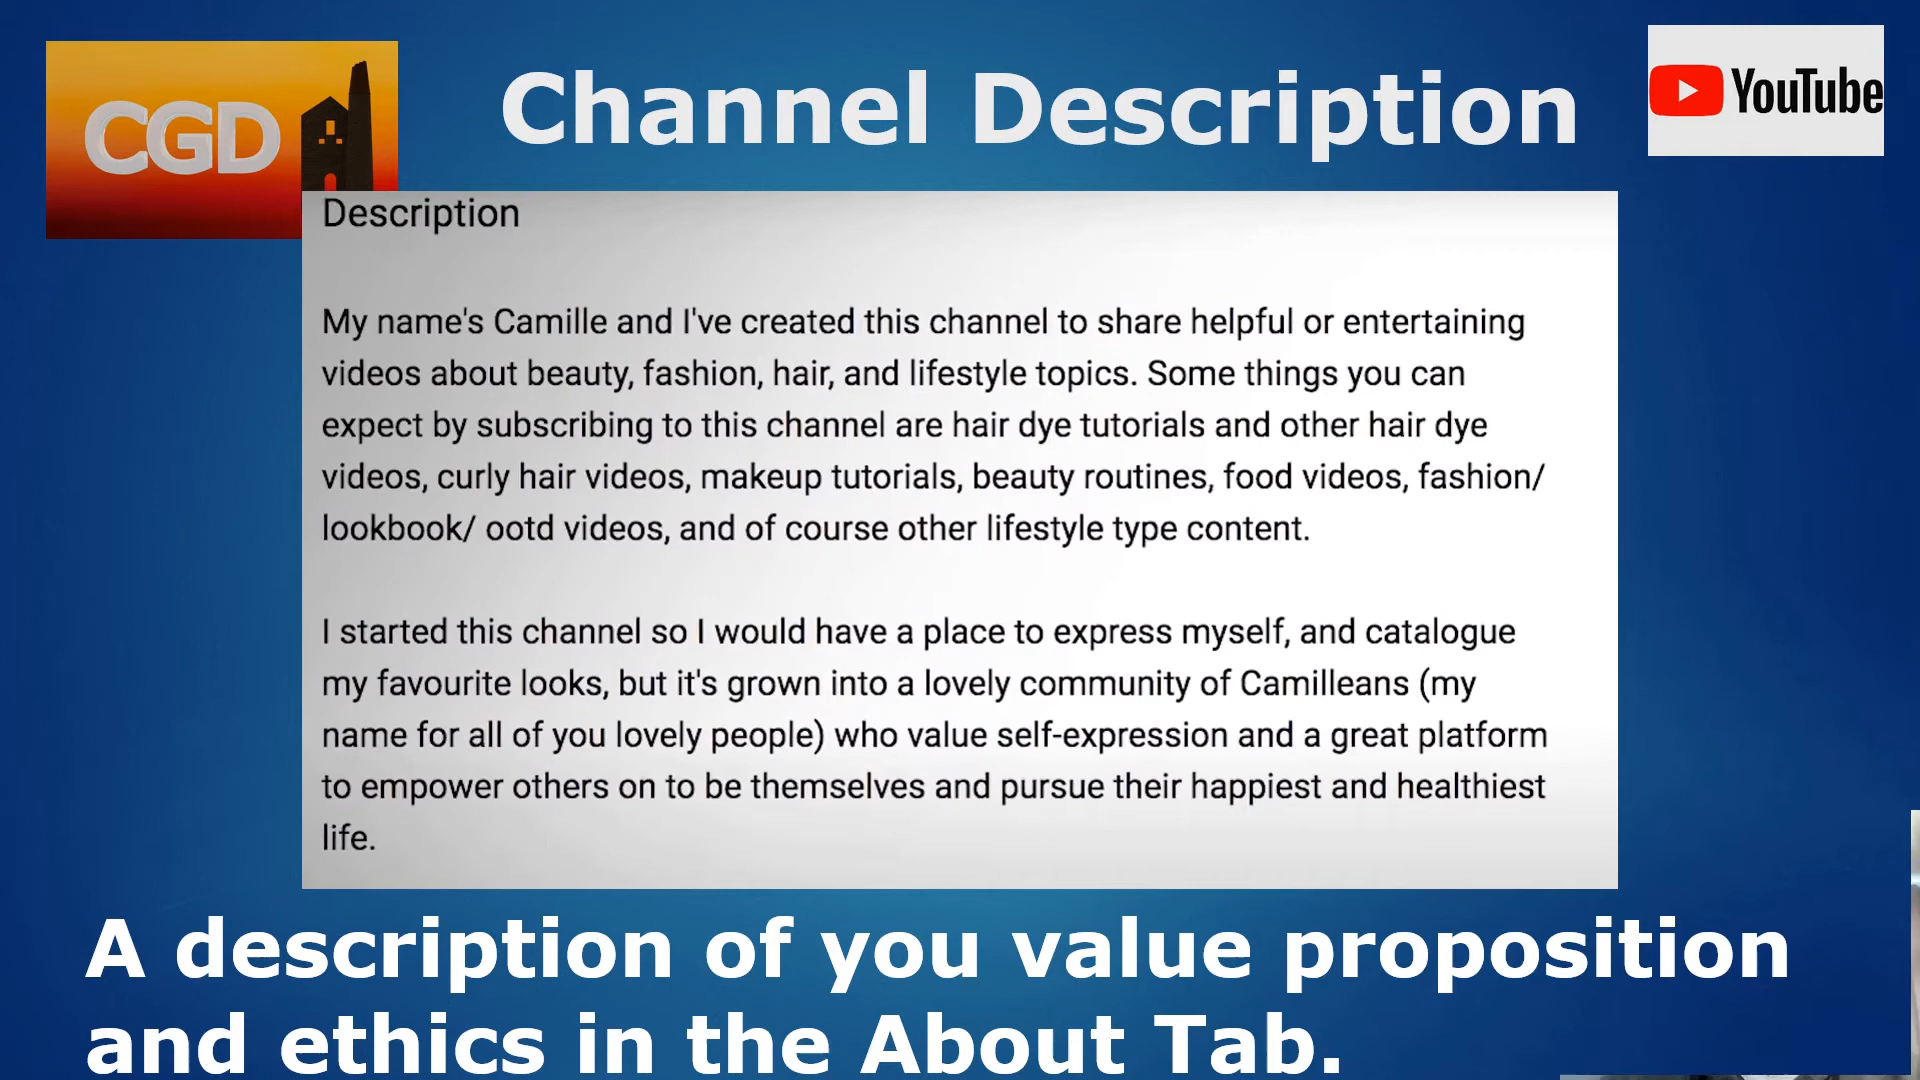 CGD
Channel Description
YouTube
Description
My name's Camille and I've created this channel to share helpful or entertaining
videos about beauty, fashion, hair, and lifestyle topics. Some things you can
expect by subscribing to this channel are hair dye tutorials and other hair dye
videos, curly hair videos, makeup tutorials, beauty routines, food videos, fashion/
lookbook/ ootd videos, and of course other lifestyle type content.
I started this channel so I would have a place to express myself, and catalogue
my favourite looks, but it's grown into a lovely community of Camilleans (my
name for all of you lovely people) who value self-expression and a great platform
to empower others on to be themselves and pursue their happiest and healthiest
life.
A description of you value proposition
and ethics in the About Tab.